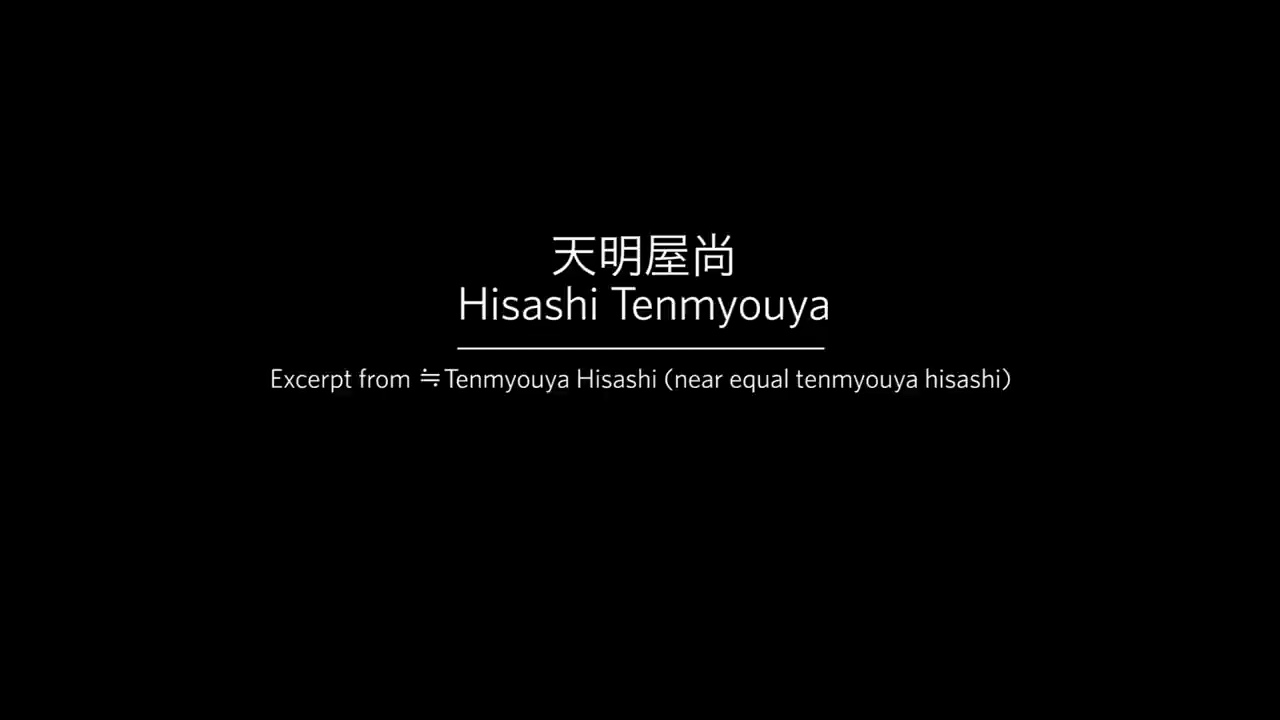 天明屋尚
Hisashi Tenmyouya
Excerpt from ≒Tenmyouya Hisashi (near equal tenmyouya hisashi)